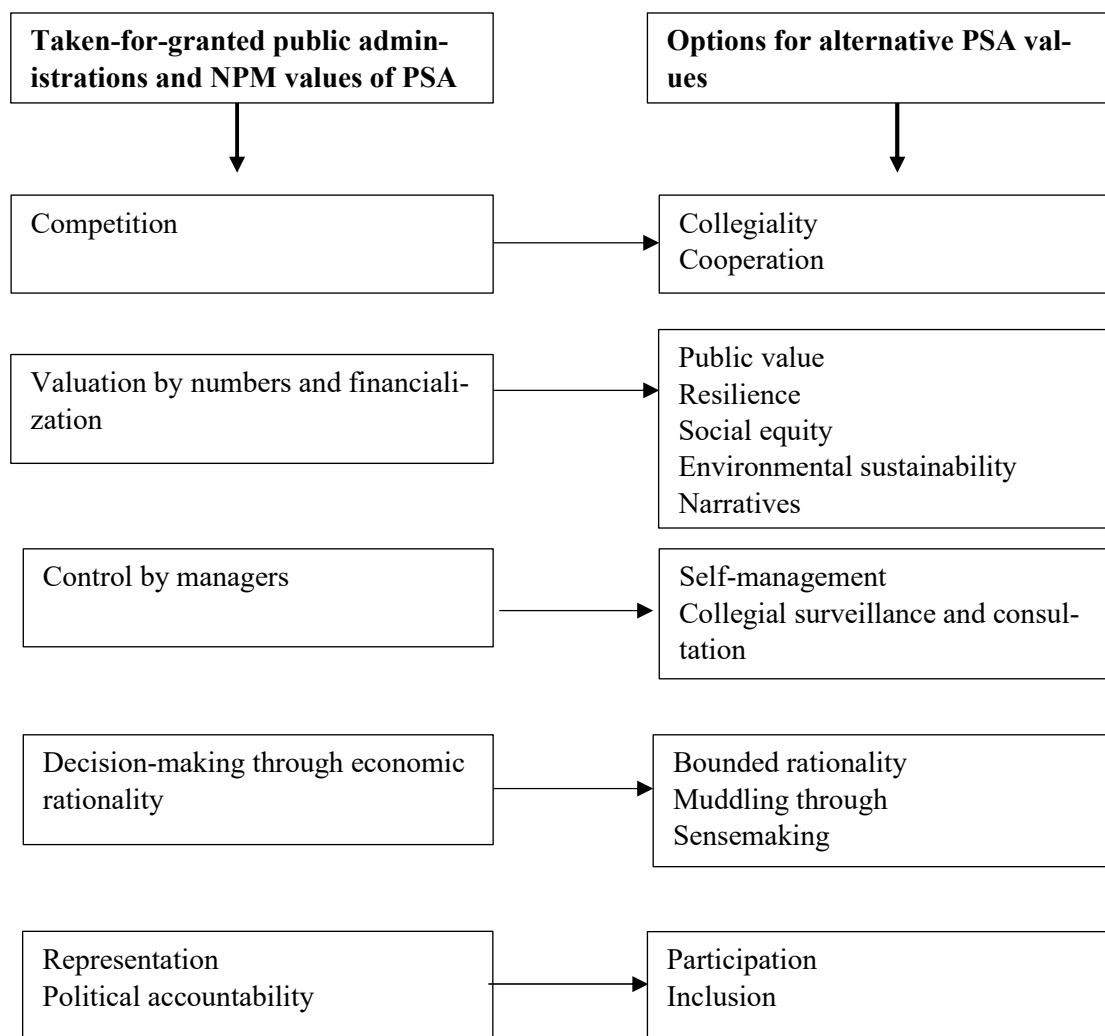 Taken-for-granted public admin-
istrations and NPM values of PSA
Options for alternative PSA val-
ues
Competition
Collegiality
Cooperation
Valuation by numbers and financiali-
zation
Public value
Resilience
Social equity
Environmental sustainability
Narratives
Control by managers
Self-management
Collegial surveillance and consul-
tation
Decision-making through economic
rationality
Bounded rationality
Muddling through
Sensemaking
Representation
Political accountability
Participation
Inclusion